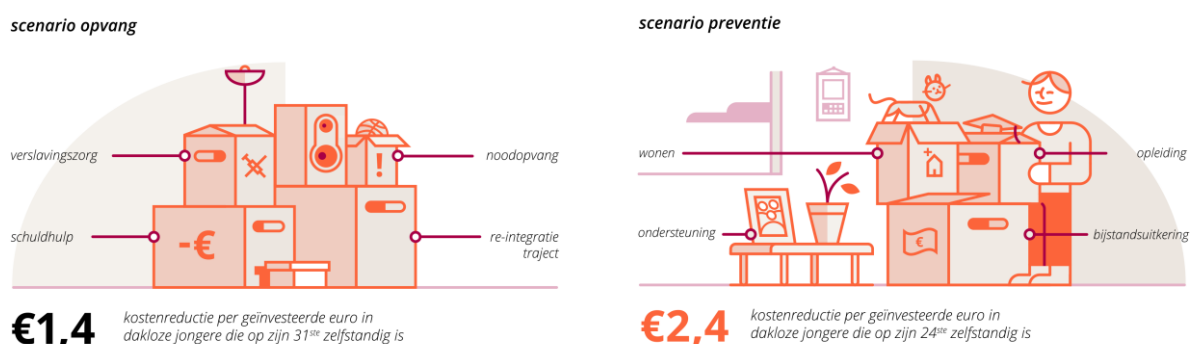 scenario opvang
verslavingszorg
noodopvang
-€
!
schuldhulp
re-integratie
traject
€1,4
kostenreductie per geïnvesteerde euro in
dakloze jongere die op zijn 31ste zelfstandig is
scenario preventie
wonen
opleiding
ondersteuning
€
bijstandsuitkering
€2,4
kostenreductie per geïnvesteerde euro in
dakloze jongere die op zijn 24ste zelfstandig is